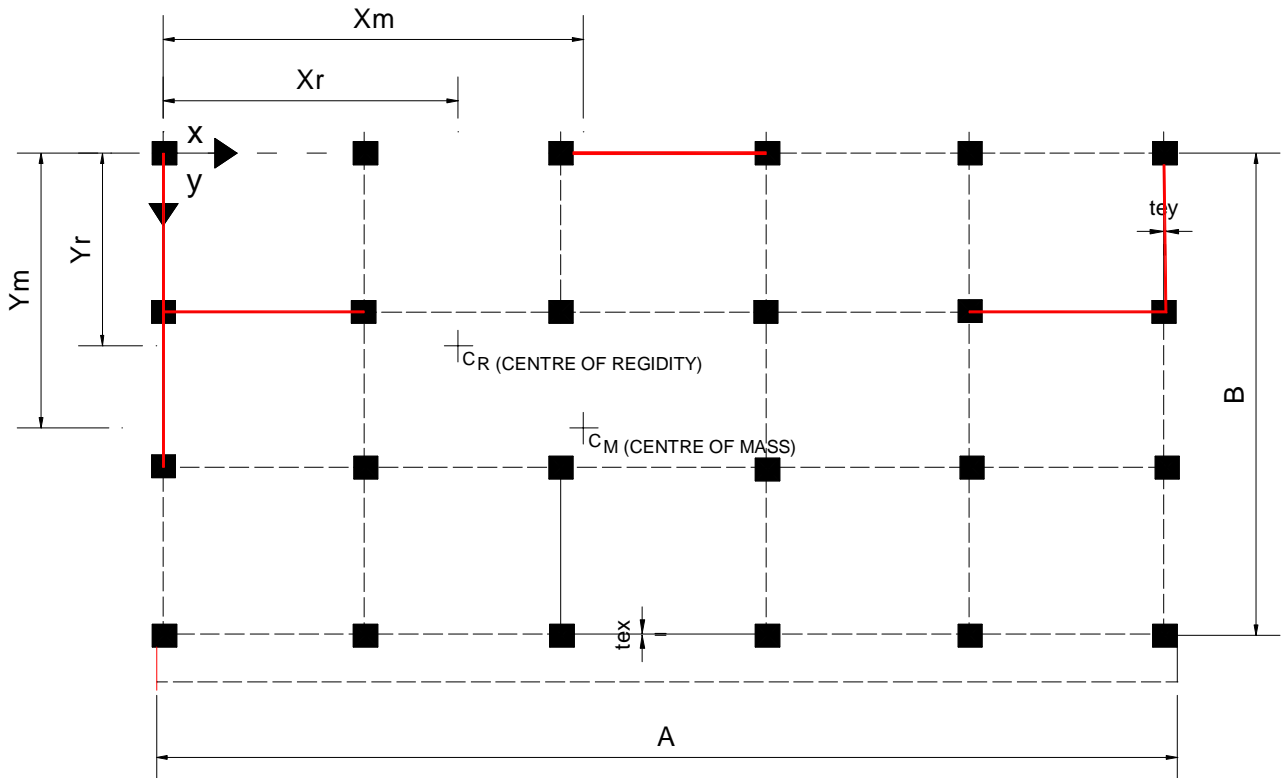 Xm
Xr
x
y
tey
Yr
Ym
CR (CENTRE OF REGIDITY)
B
CM (CENTRE OF MASS)
tex
A